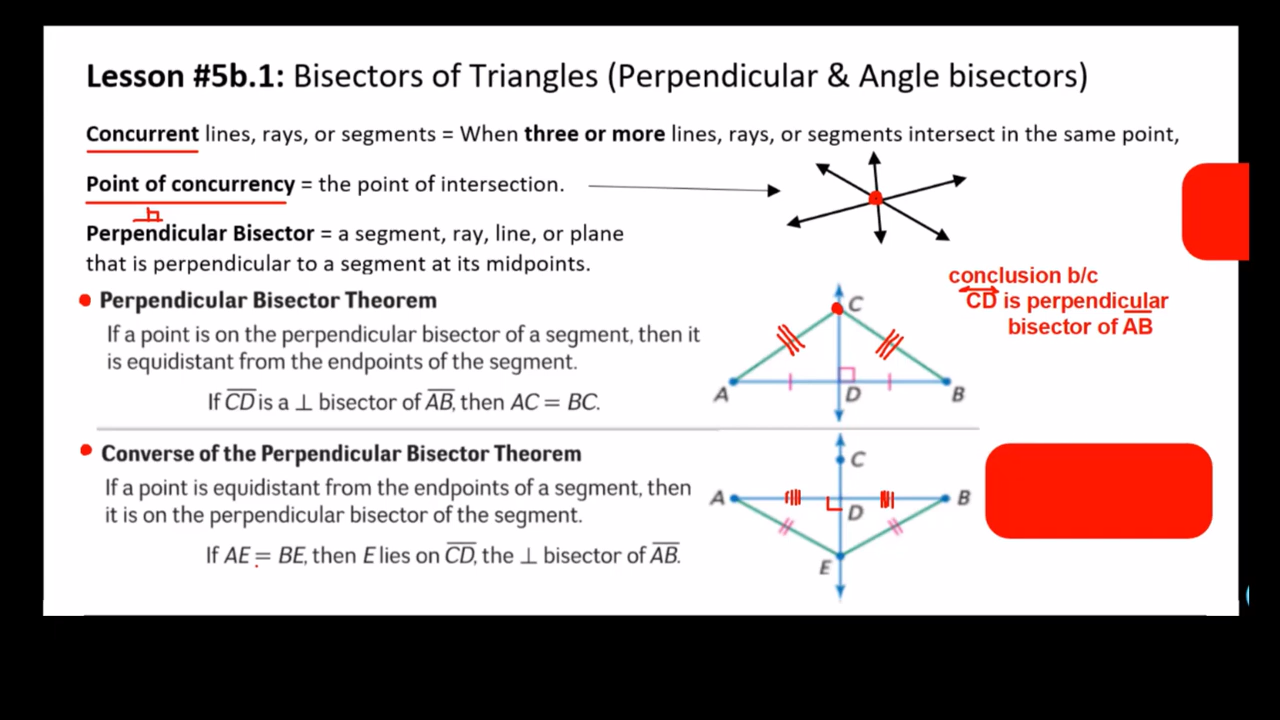 Lesson #5b.1: Bisectors of Triangles (Perpendicular & Angle bisectors)
Concurrent lines, rays, or segments = When three or more lines, rays, or segments intersect in the same point,
Point of concurrency = the point of intersection.
Perpendicular Bisector = a segment, ray, line, or plane
that is perpendicular to a segment at its midpoints.
Perpendicular Bisector Theorem
If a point is on the perpendicular bisector of a segment, then it
is equidistant from the endpoints of the segment.
If CD is a ⊥ bisector of AB, then AC = BC.
C
A
D
B
conclusion b/c
CD is perpendicular
bisector of AB
Converse of the Perpendicular Bisector Theorem
If a point is equidistant from the endpoints of a segment, then
it is on the perpendicular bisector of the segment.
If AE = BE, then E lies on CD, the ⊥ bisector of AB.
C
A
B
D
E